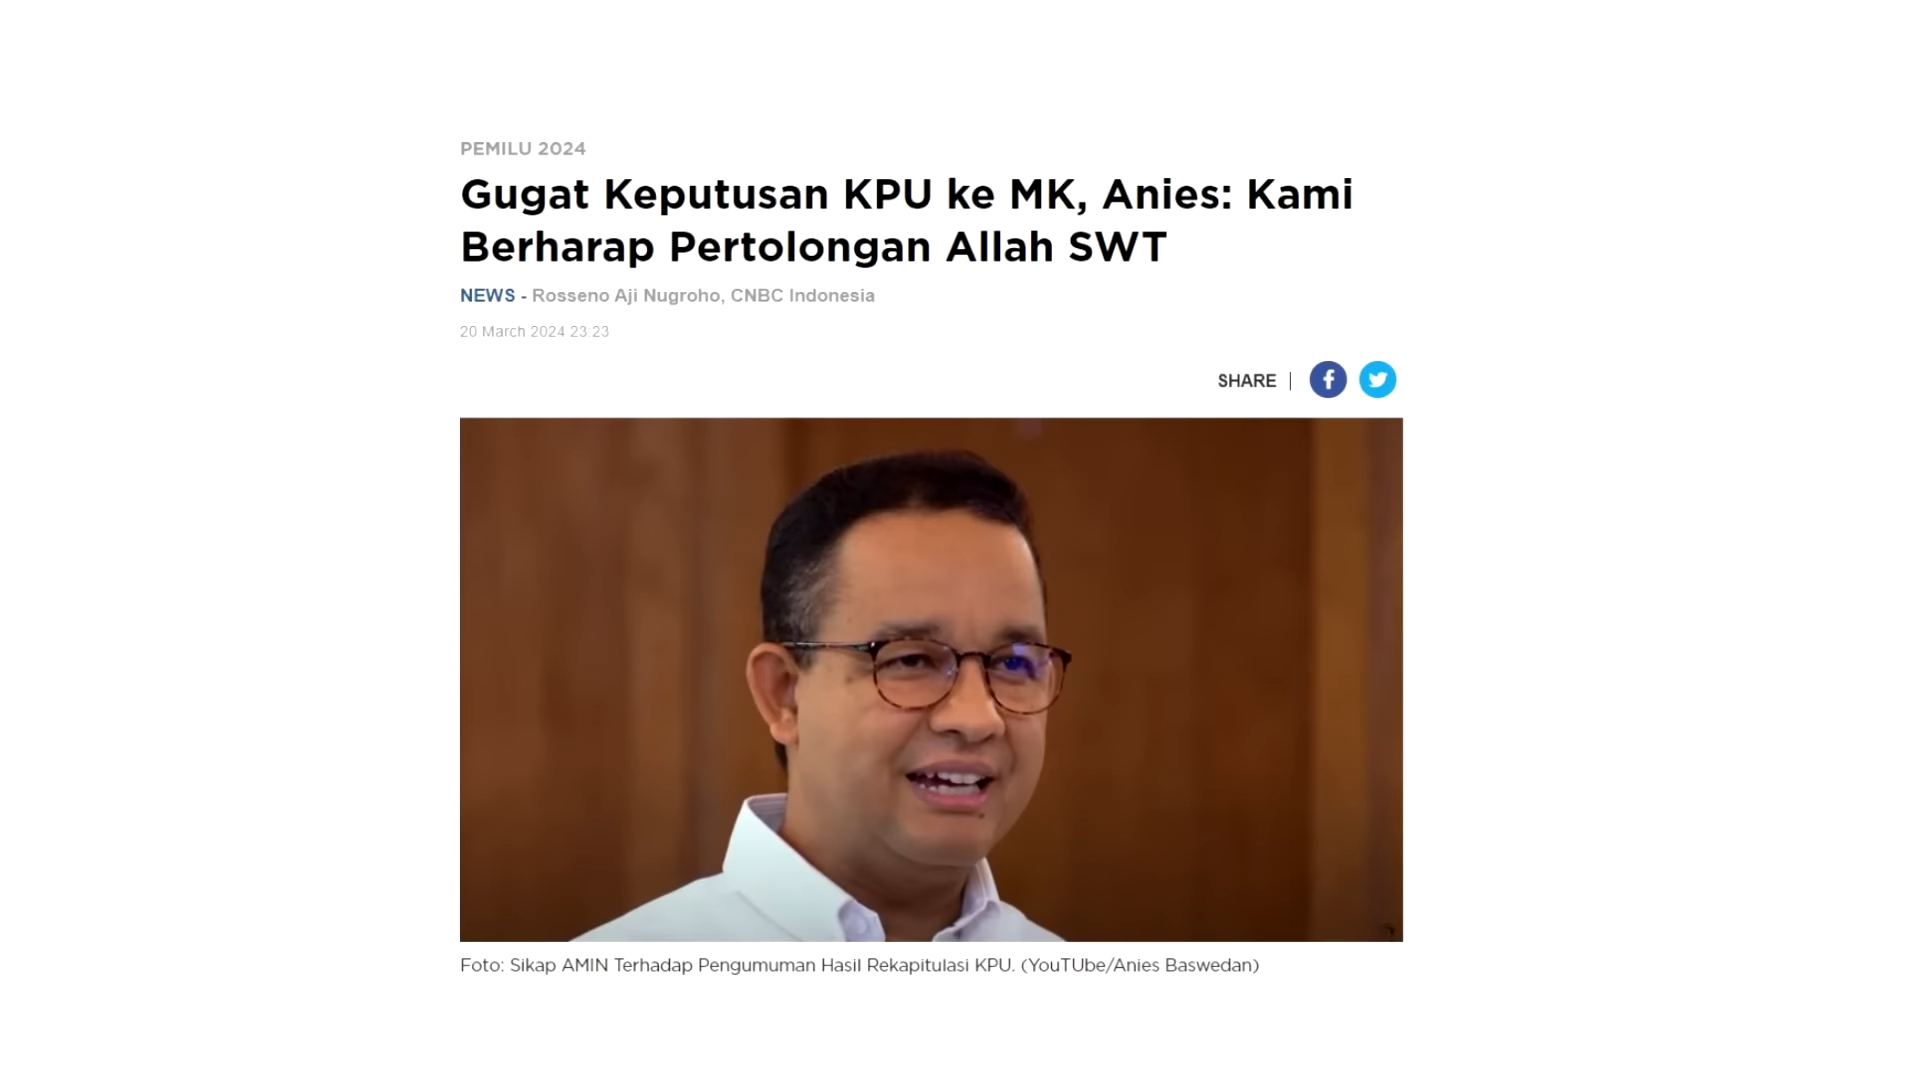 PEMILU 2024
Gugat Keputusan KPU ke MK, Anies: Kami
Berharap Pertolongan Allah SWT
NEWS - Rosseno Aji Nugroho, CNBC Indonesia
20 March 2024 23:23
SHARE |
Foto: Sikap AMIN Terhadap Pengumuman Hasil Rekapitulasi KPU. (YouTUbe/Anies Baswedan)